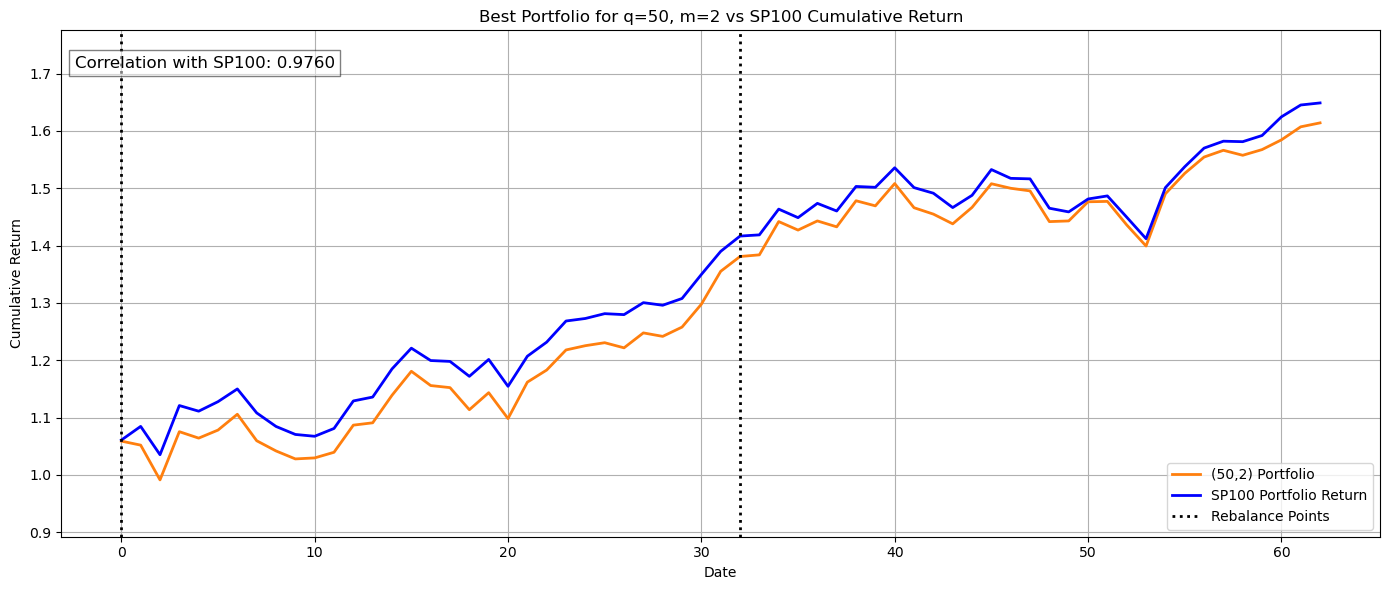 Best Portfolio for q=50, m=2 vs SP100 Cumulative Return
Correlation with SP100: 0.9760
Cumulative Return
1.7
1.6
1.5
1.4
1.3
1.2
1.1
1.0
0.9
(50,2) Portfolio
SP100 Portfolio Return
Rebalance Points
0 10 20 30 40 50 60
Date